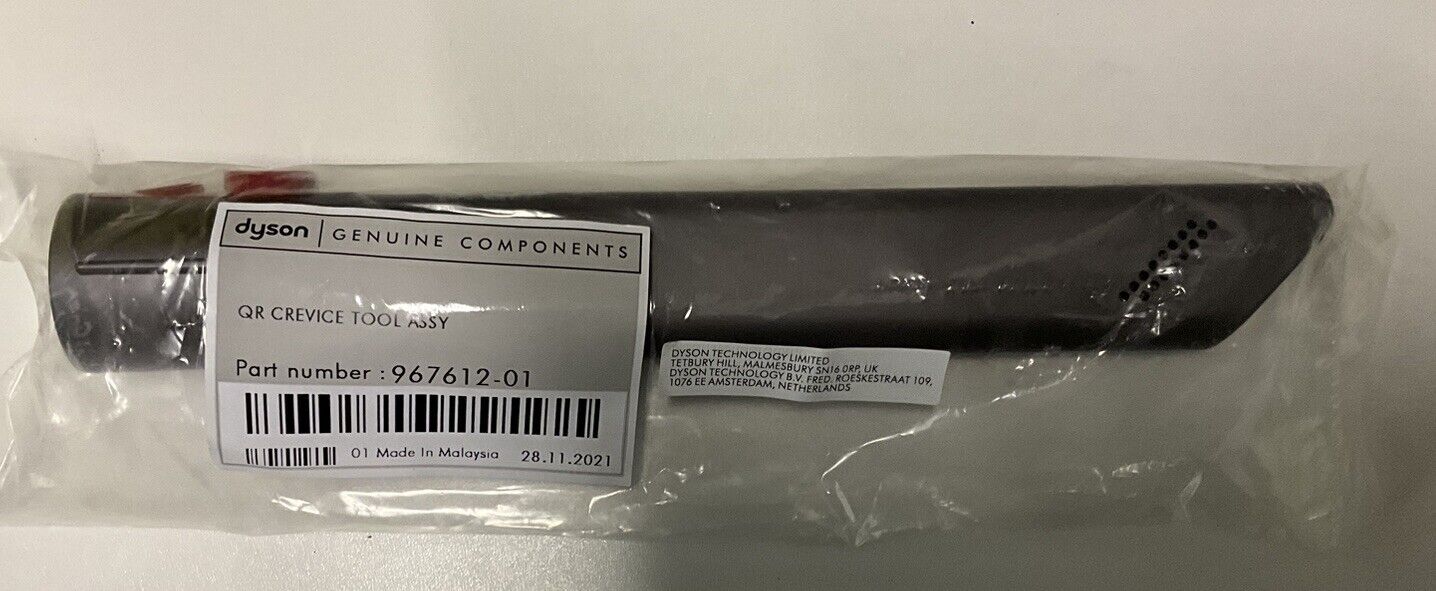 dyson | GENUINE COMPONENTS
QR CREVICE TOOL ASSY
Part number : 967612-01
01 Made In Malaysia 28.11.2021
DYSON TECHNOLOGY LIMITED
TETBURY HILL, MALMESBURY SN16 0RP, UK
DYSON TECHNOLOGY B.V. FRED. ROESKESTRAAT 109,
1076 EE AMSTERDAM, NETHERLANDS